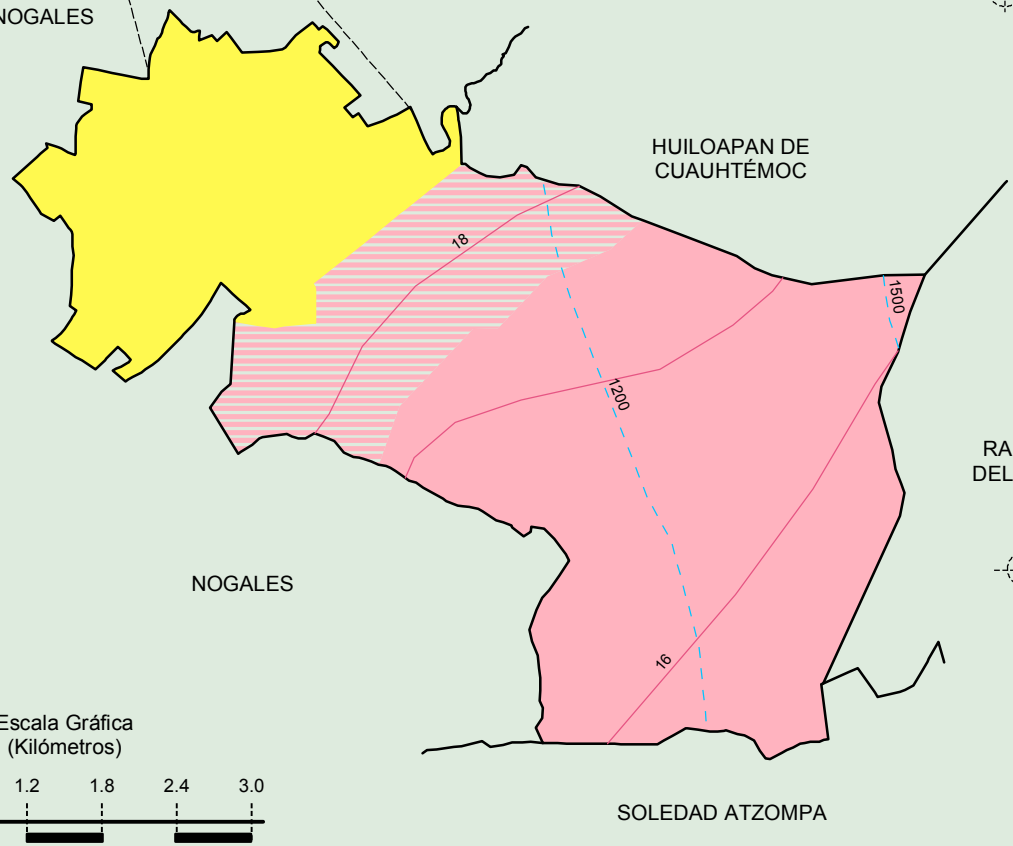 NOGALES
HUILOAPAN DE
CUAUHTÉMOC
18
1500
1200
RA
DEL
NOGALES
16
Escala Gráfica
(Kilómetros)
1.2 1.8 2.4 3.0
SOLEDAD ATZOMPA